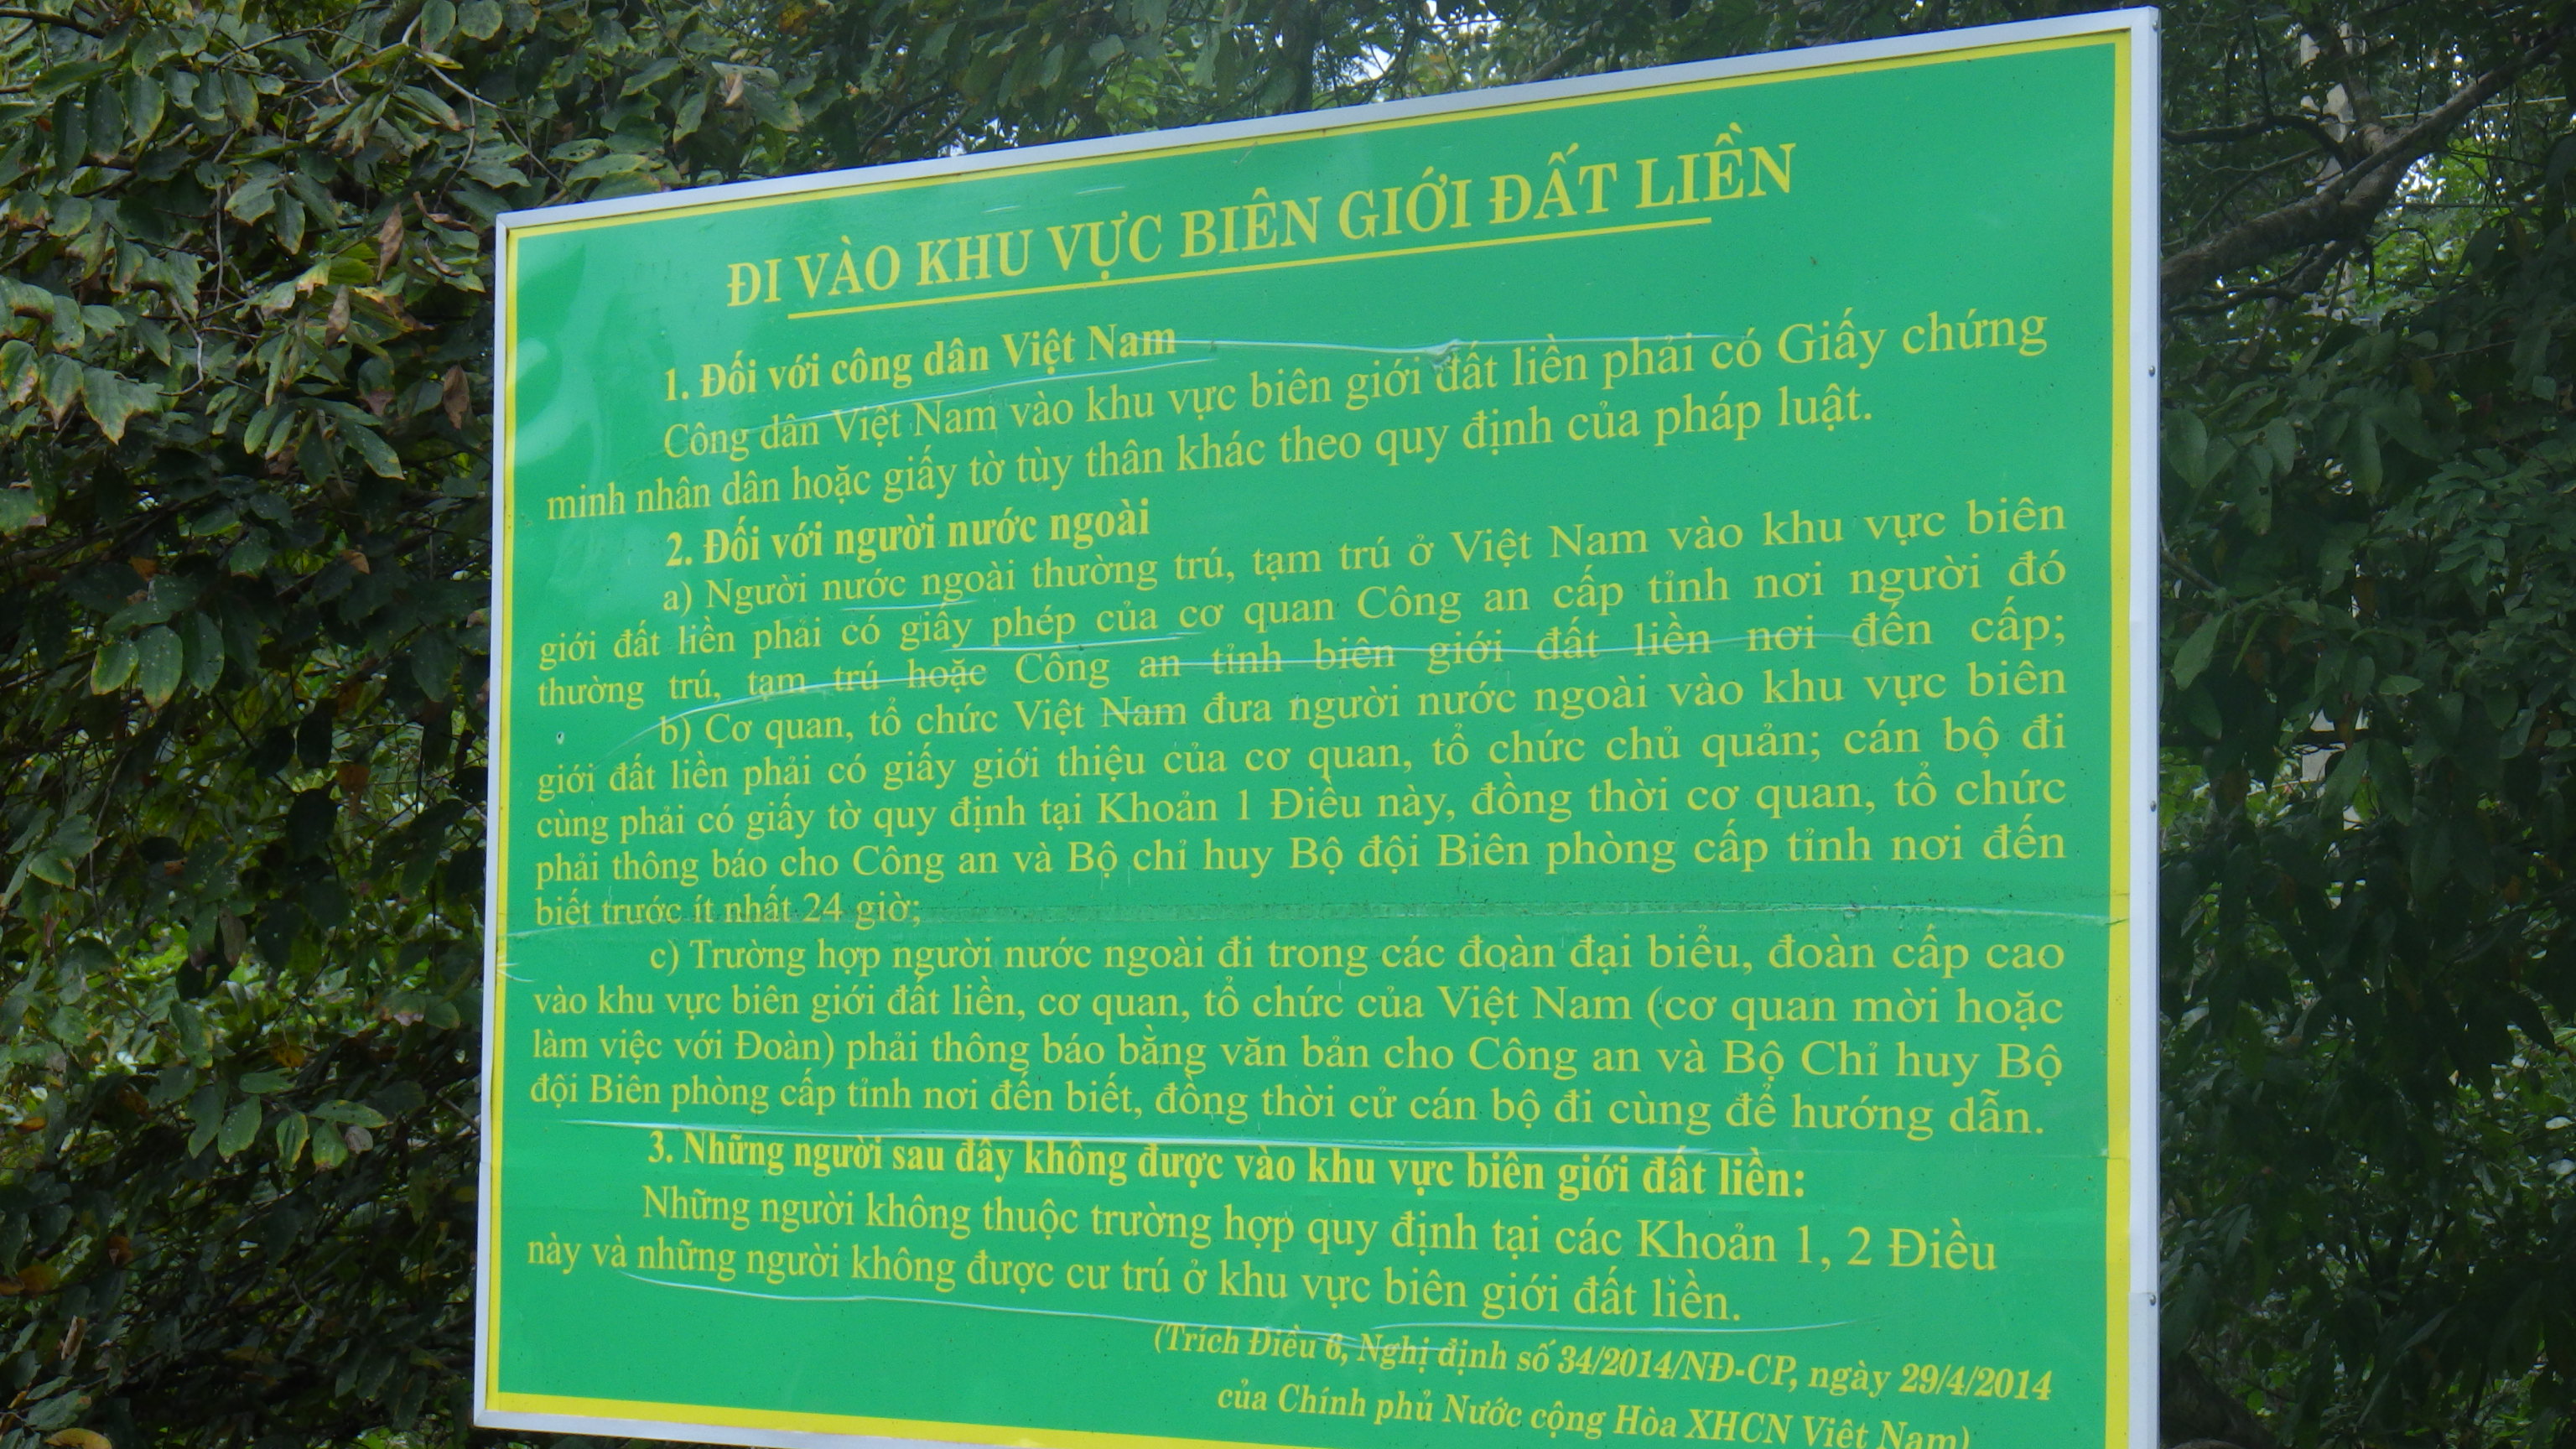 ĐI VÀO KHU VỰC BIÊN GIỚI ĐẤT LIỀN
1. Đối với công dân Việt Nam
Công dân Việt Nam vào khu vực biên giới đất liền phải có Giấy chứng
minh nhân dân hoặc giấy tờ tùy thân khác theo quy định của pháp luật.
2. Đối với người nước ngoài
a) Người nước ngoài thường trú, tạm trú ở Việt Nam vào khu vực biên
giới đất liền phải có giấy phép của cơ quan Công an cấp tỉnh nơi người đó
thường trú, tạm trú hoặc Công an tỉnh biên giới đất liền nơi đến cấp;
b) Cơ quan, tổ chức Việt Nam đưa người nước ngoài vào khu vực biên
giới đất liền phải có giấy giới thiệu của cơ quan, tổ chức chủ quản; cán bộ đi
cùng phải có giấy tờ quy định tại Khoản 1 Điều này, đồng thời cơ quan, tổ chức
phải thông báo cho Công an và Bộ chỉ huy Bộ đội Biên phòng cấp tỉnh nơi đến
biết trước ít nhất 24 giờ;
c) Trường hợp người nước ngoài đi trong các đoàn đại biểu, đoàn cấp cao
vào khu vực biên giới đất liền, cơ quan, tổ chức của Việt Nam (cơ quan mời hoặc
làm việc với Đoàn) phải thông báo bằng văn bản cho Công an và Bộ Chỉ huy Bộ
đội Biên phòng cấp tỉnh nơi đến biết, đồng thời cử cán bộ đi cùng để hướng dẫn.
3. Những người sau đây không được vào khu vực biên giới đất liền:
Những người không thuộc trường hợp quy định tại các Khoản 1, 2 Điều
này và những người không được cư trú ở khu vực biên giới đất liền.
(Trích Điều 6, Nghị định số 34/2014/NĐ-CP, ngày 29/4/2014
của Chính phủ Nước cộng Hòa XHCN Việt Nam)